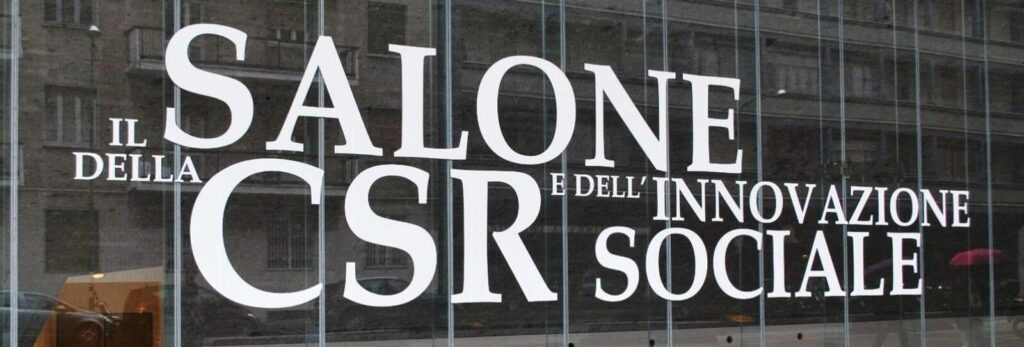 IL SALONE
DELLA CSR E DELL'INNOVAZIONE
SOCIALE